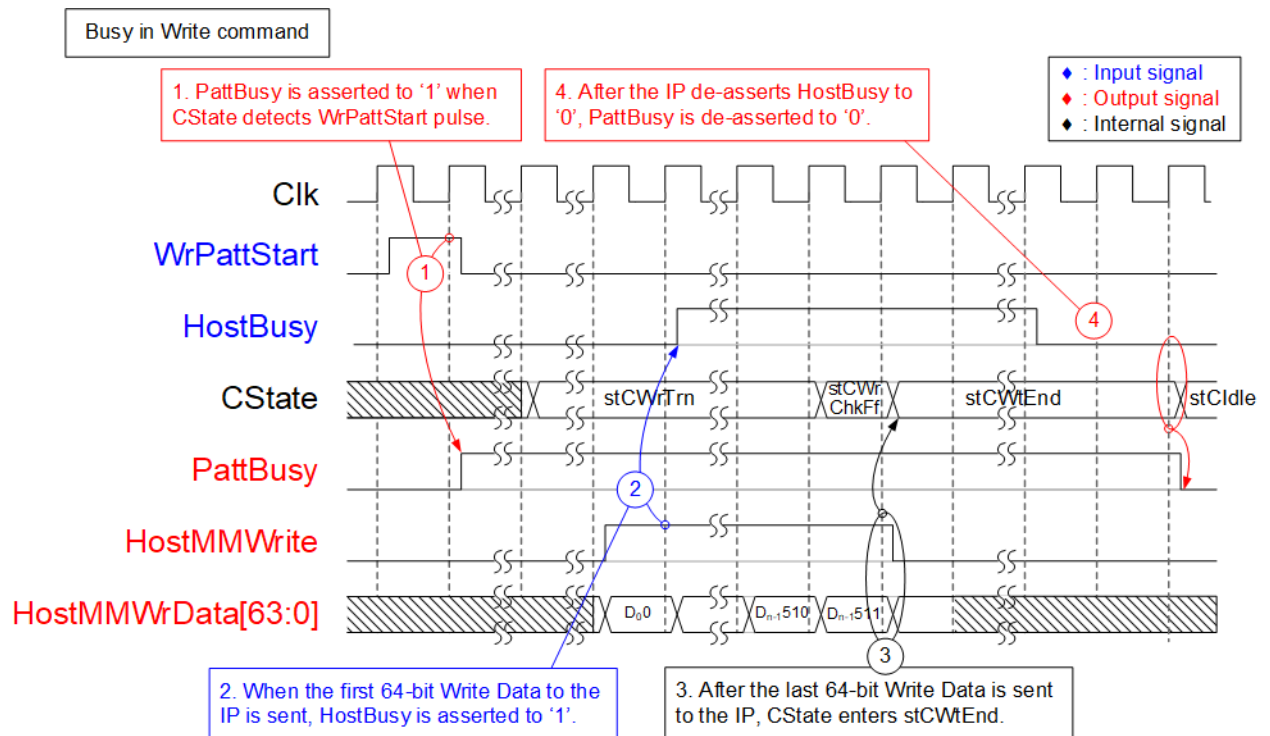 Busy in Write command
1. PattBusy is asserted to ‘1’ when
CState detects WrPattStart pulse.
4. After the IP de-asserts HostBusy to
‘0’, PattBusy is de-asserted to ‘0’.
♦ : Input signal
♦ : Output signal
♦ : Internal signal
Clk
WrPattStart
1
HostBusy
4
CState
stCWrTrn
stCWr
ChkFf
stCWtEnd
stCIdle
PattBusy
2
HostMMWrite
HostMMWrData[63:0]
D₀0
Dₙ₋₁510
Dₙ₋₁511
3
2. When the first 64-bit Write Data to the
IP is sent, HostBusy is asserted to ‘1’.
3. After the last 64-bit Write Data is sent
to the IP, CState enters stCWtEnd.